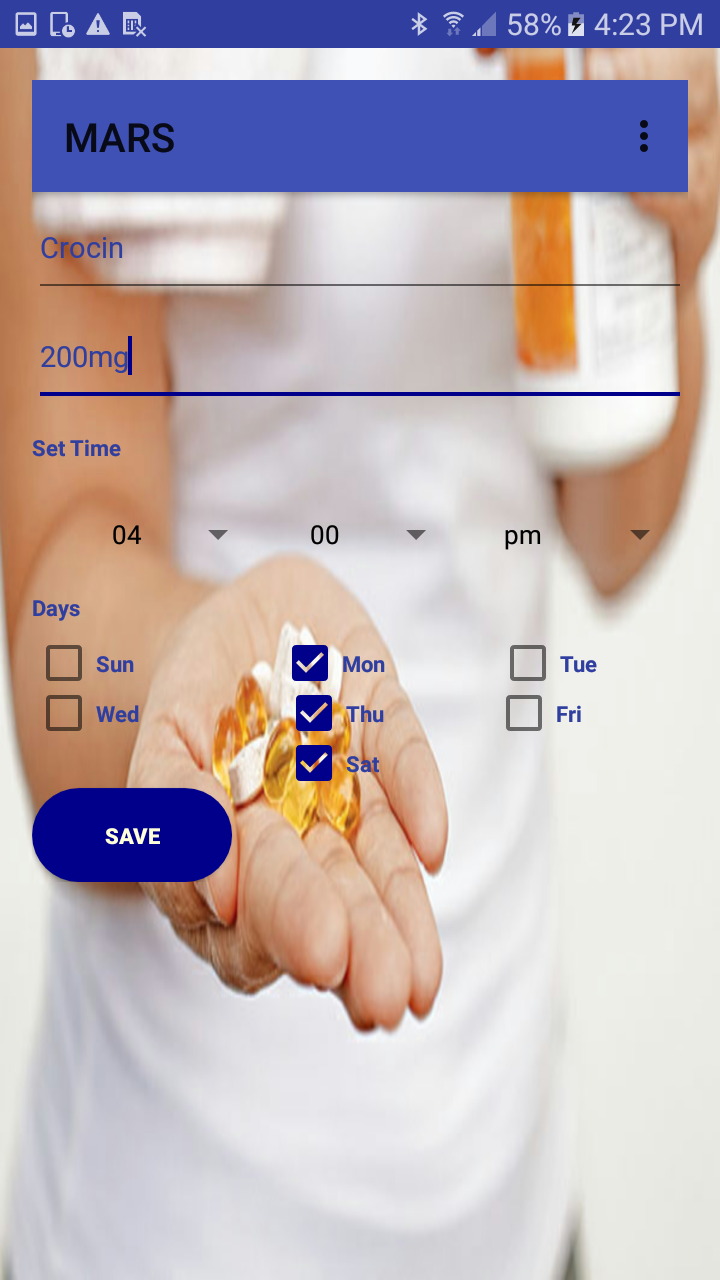 58% 4:23 PM
MARS
Crocin
200mg
Set Time
04 00 pm
Days
Sun Mon Tue
Wed Thu Fri
Sat
SAVE